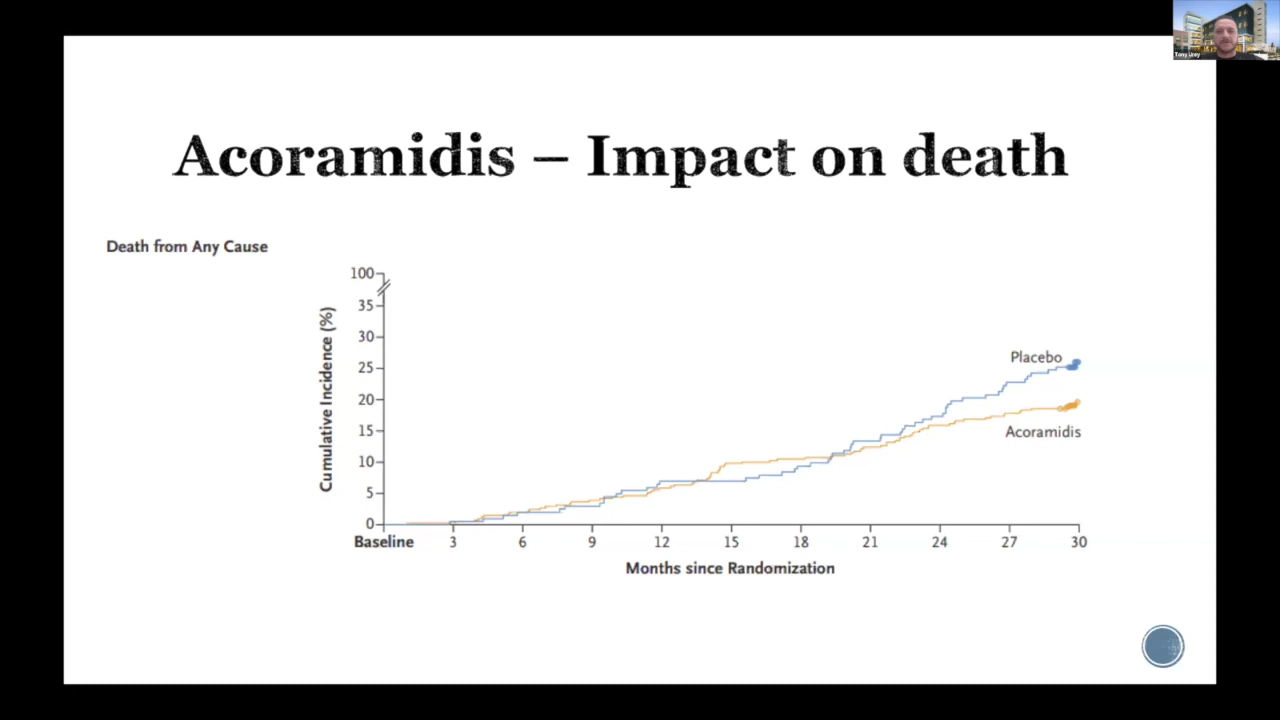 Acoramidis – Impact on death
Death from Any Cause
Cumulative Incidence (%)
100
35
30
25
20
15
10
5
0
Placebo
Acoramidis
Baseline 3 6 9 12 15 18 21 24 27 30
Months since Randomization